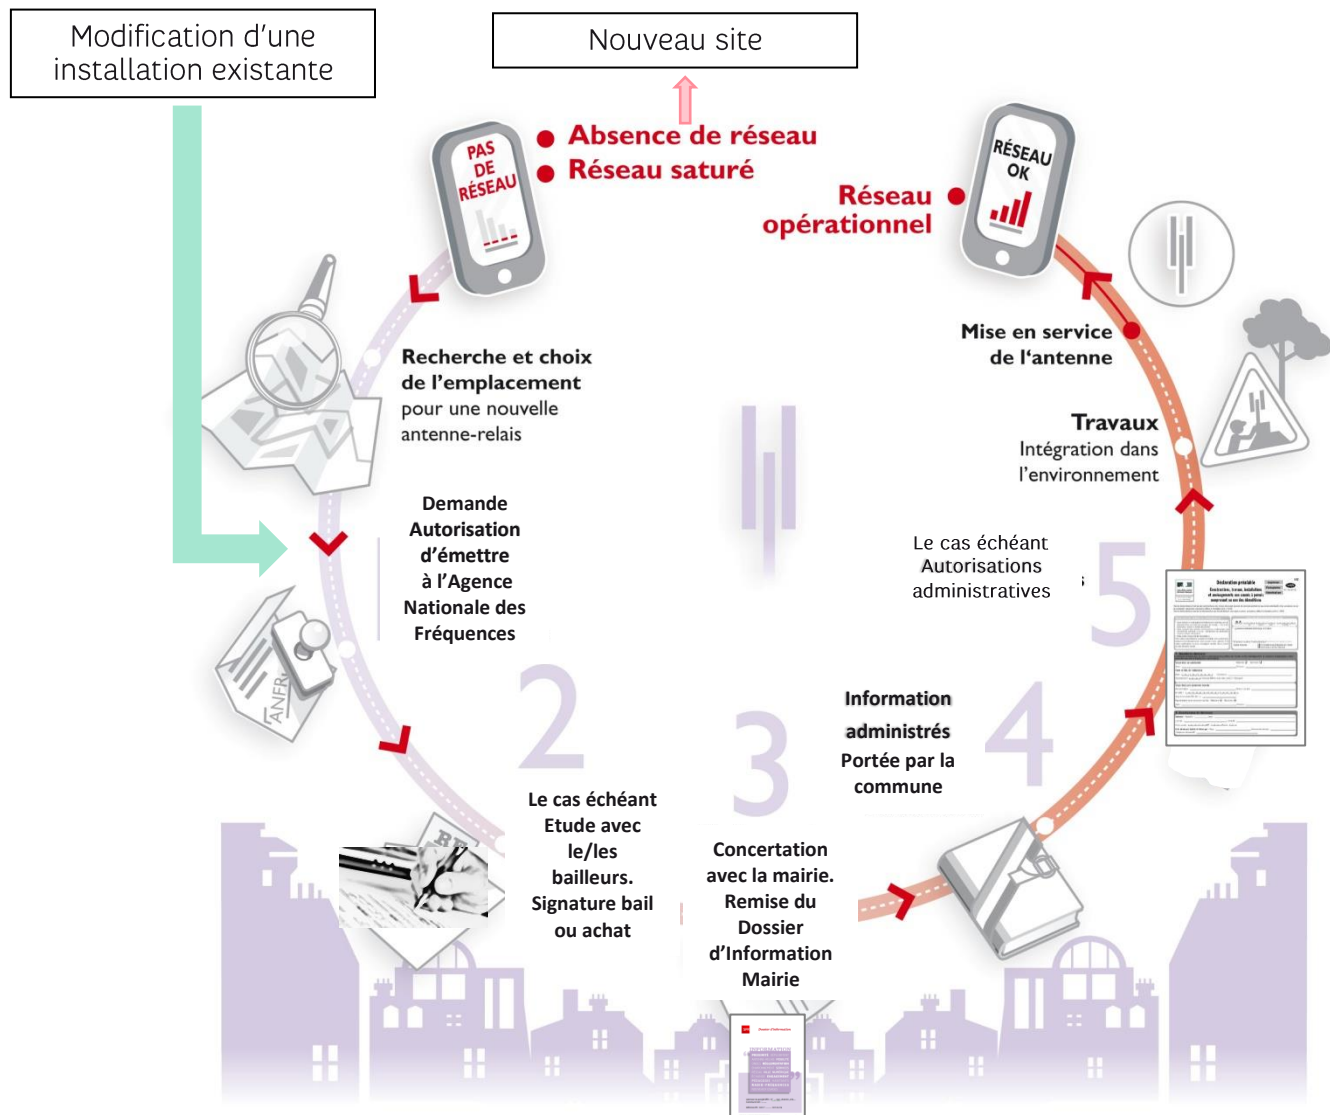 Modification d'une
installation existante
Nouveau site
PAS
DE
RÉSEAU
Absence de réseau
Réseau saturé
RÉSEAU
OK
Réseau
opérationnel
Recherche et choix
de l'emplacement
pour une nouvelle
antenne-relais
Mise en service
de l'antenne
Travaux
Intégration dans
l'environnement
Demande
Autorisation
d'émettre
à l'Agence
Nationale des
Fréquences
ANFR
Le cas échéant
Autorisations
administratives
s
5
Déclaration préalable
2
Le cas échéant
Etude avec
le/les
bailleurs.
Signature bail
ou achat
3
Concertation
avec la mairie.
Remise du
Dossier
d'Information
Mairie
4
Information
administrés
Portée par la
commune
Dossier d'Information